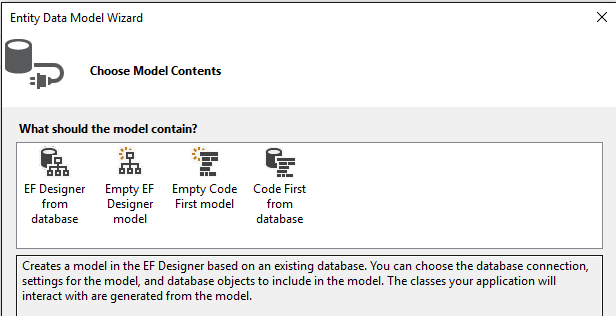 Entity Data Model Wizard
Choose Model Contents
What should the model contain?
EF Designer
from
database
Empty EF
Designer
model
Empty Code
First model
Code First
from
database
Creates a model in the EF Designer based on an existing database. You can choose the database connection,
settings for the model, and database objects to include in the model. The classes your application will
interact with are generated from the model.